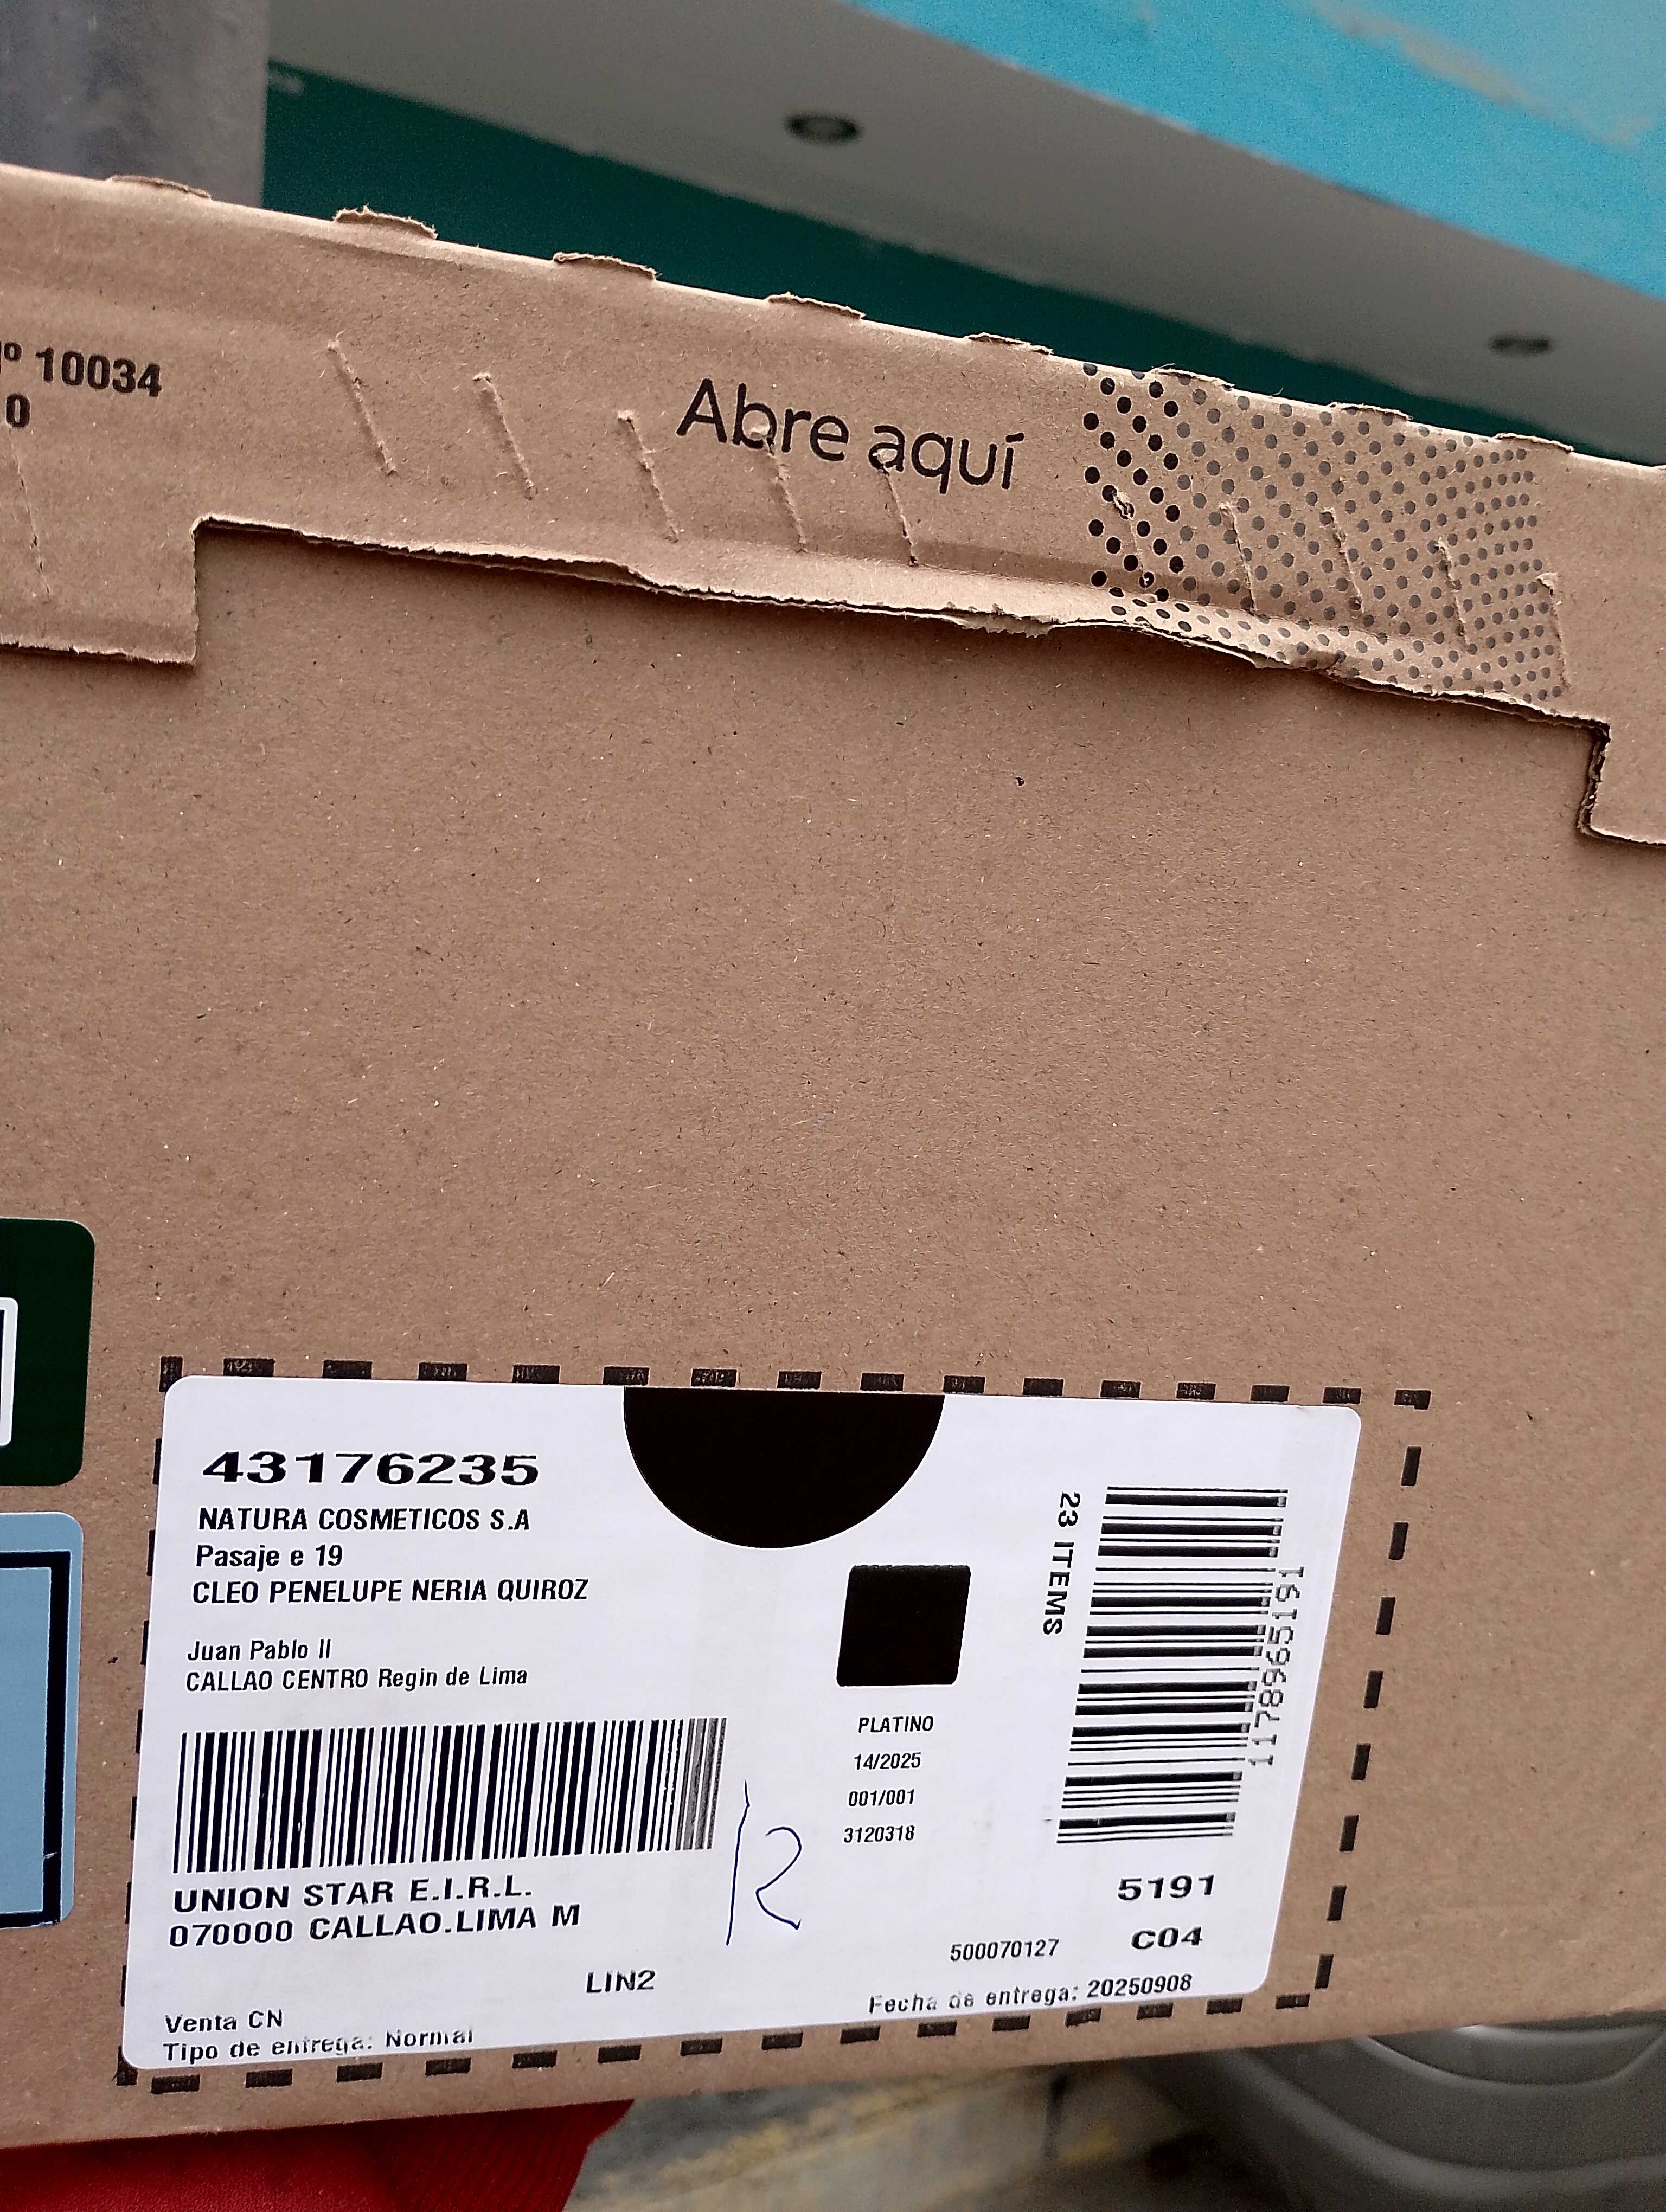 º 10034
0
Abre aquí
43176235
NATURA COSMETICOS S.A
Pasaje e 19
CLEO PENELUPE NERIA QUIROZ
Juan Pablo II
CALLAO CENTRO Regin de Lima
23 ITEMS
1178965191
PLATINO
14/2025
001/001
3120318
R
UNION STAR E.I.R.L.
070000 CALLAO.LIMA M
5191
C04
500070127
LIN2
Fecha de entrega: 20250908
Venta CN
Tipo de entrega: Normal